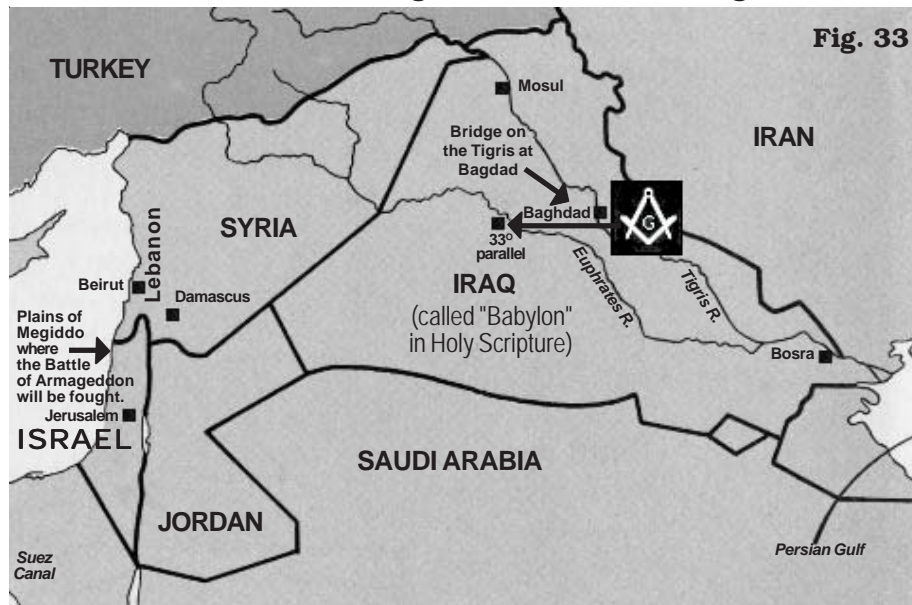 Fig. 33
TURKEY
Mosul
Bridge on
the Tigris at
Bagdad
IRAN
Baghdad
G
SYRIA
33º
parallel
Lebanon
Beirut
Damascus
IRAQ
(called "Babylon"
in Holy Scripture)
Euphrates R.
Tigris R.
Plains of
Megiddo
where
the Battle
of Armageddon
will be fought.
Bosra
Jerusalem
ISRAEL
SAUDI ARABIA
JORDAN
Suez
Canal
Persian Gulf